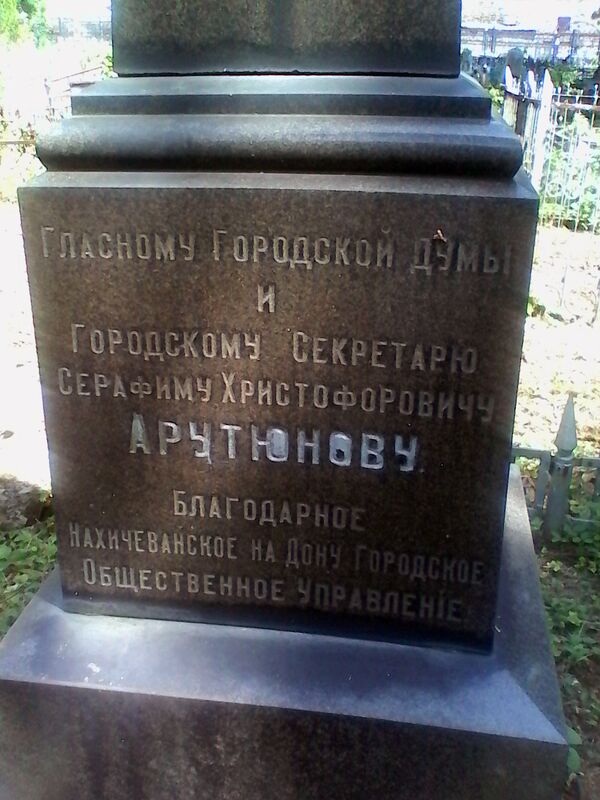 Гласному Городской Думы
и
Городскому Секретарю
Серафиму Христофоровичу
Арутюнову.
Благодарное
Нахичеванское на Дону Городское
Общественное Управленіе